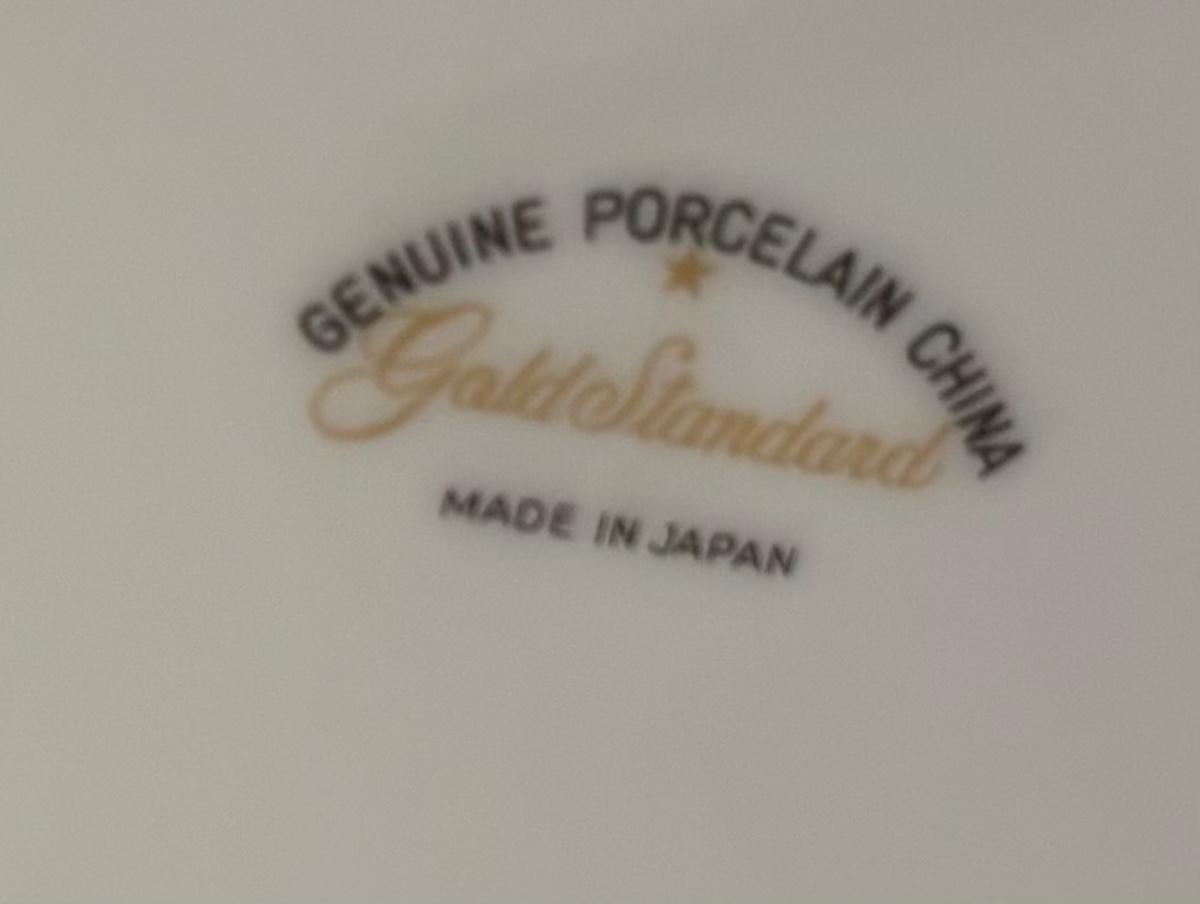 GENUINE PORCELAIN CHINA
Gold Standard
MADE IN JAPAN